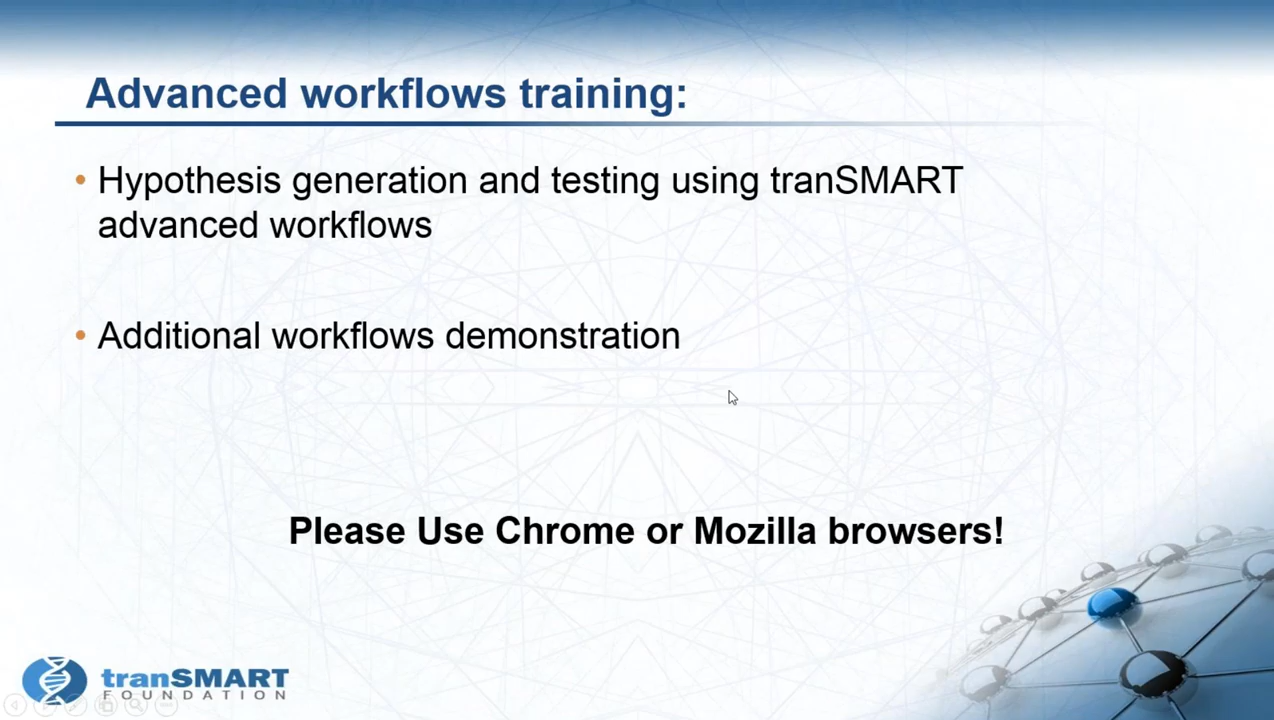 Advanced workflows training:
• Hypothesis generation and testing using tranSMART
advanced workflows
• Additional workflows demonstration
Please Use Chrome or Mozilla browsers!
tranSMART
FOUNDATION